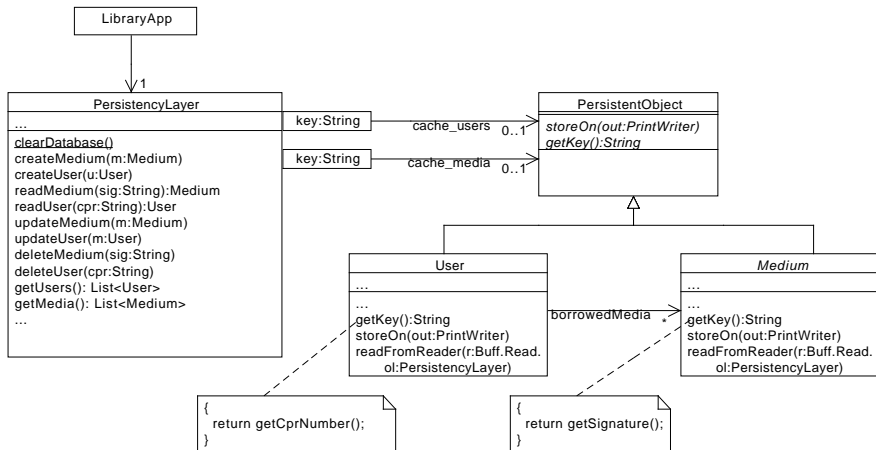 LibraryApp
1
PersistencyLayer
...
clearDatabase()
createMedium(m:Medium)
createUser(u:User)
readMedium(sig:String):Medium
readUser(cpr:String):User
updateMedium(m:Medium)
updateUser(m:User)
deleteMedium(sig:String)
deleteUser(cpr:String)
getUsers(): List<User>
getMedia(): List<Medium>
...
key:String
cache_users
0..1
key:String
cache_media
0..1
PersistentObject
storeOn(out:PrintWriter)
getKey():String
User
...
...
getKey():String
storeOn(out:PrintWriter)
readFromReader(r:Buff.Read.
ol:PersistencyLayer)
borrowedMedia
*
Medium
...
...
getKey():String
storeOn(out:PrintWriter)
readFromReader(r:Buff.Read.
ol:PersistencyLayer)
{
return getCprNumber();
}
{
return getSignature();
}